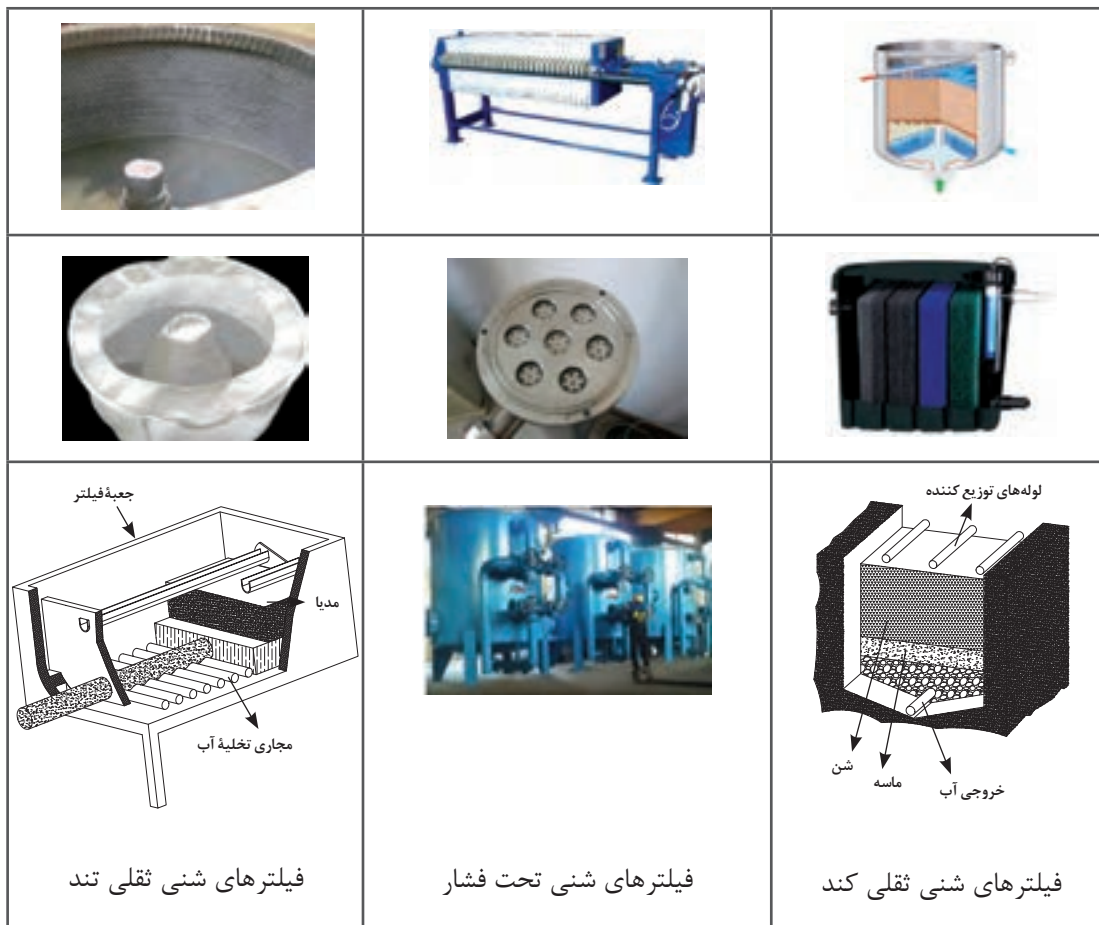 لوله‌های توزیع کننده
شن
ماسه
خروجی آب
فیلترهای شنی ثقلی کند
فیلترهای شنی تحت فشار
جعبهٔ فیلتر
مدیا
مجاری تخلیهٔ آب
فیلترهای شنی ثقلی تند